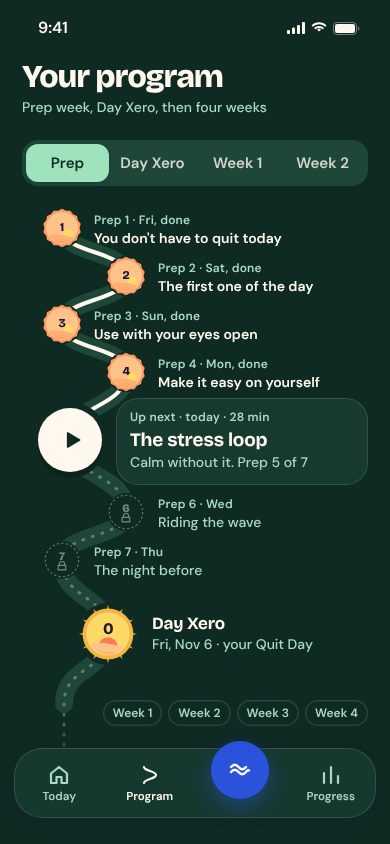 9:41
Your program
Prep week, Day Xero, then four weeks
Prep
Day Xero
Week 1
Week 2
1
Prep 1 · Fri, done
You don't have to quit today
2
Prep 2 · Sat, done
The first one of the day
3
Prep 3 · Sun, done
Use with your eyes open
4
Prep 4 · Mon, done
Make it easy on yourself
Up next · today · 28 min
The stress loop
Calm without it. Prep 5 of 7
6
Prep 6 · Wed
Riding the wave
7
Prep 7 · Thu
The night before
0
Day Xero
Fri, Nov 6 · your Quit Day
Week 1
Week 2
Week 3
Week 4
Today
Program
Progress